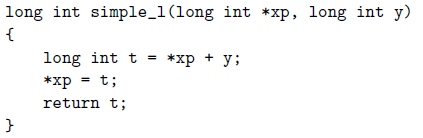 long int simple_l(long int *xp, long int y)
{
    long int t = *xp + y;
    *xp = t;
    return t;
}